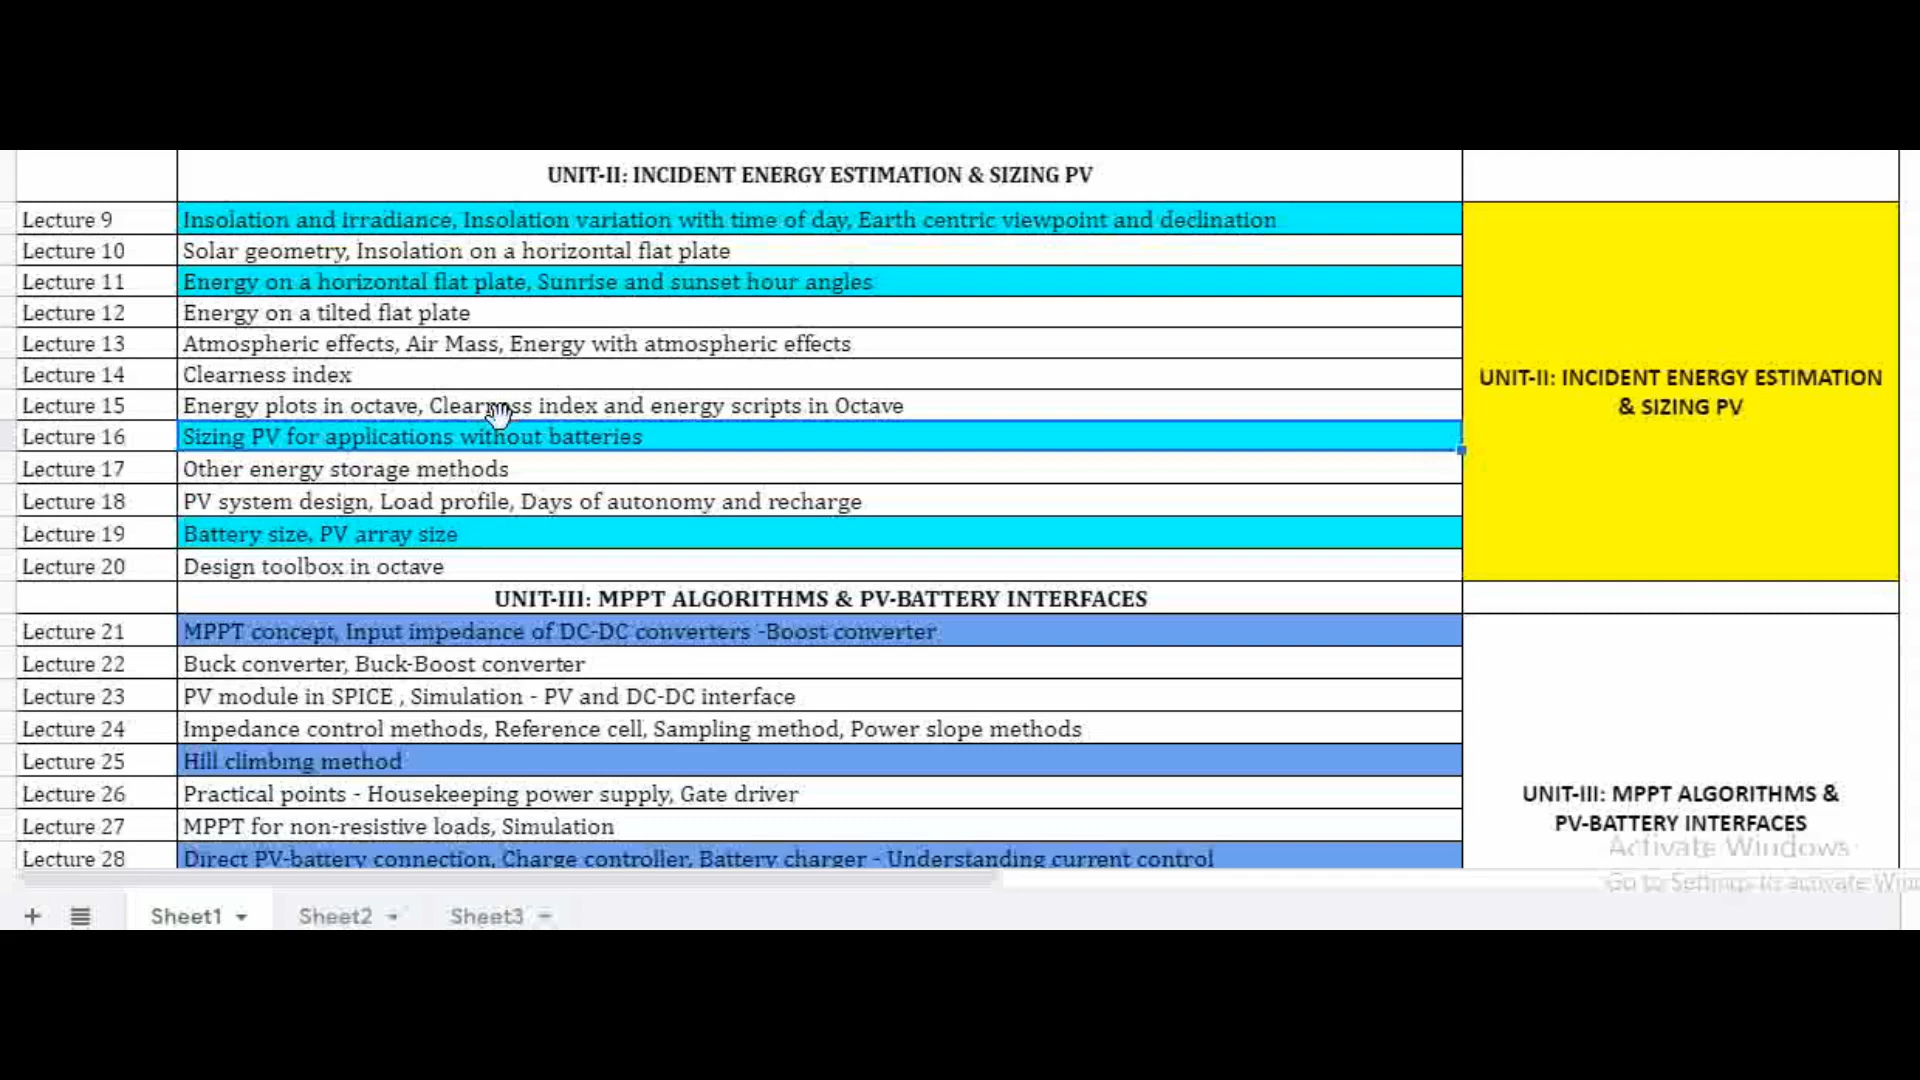 UNIT-II: INCIDENT ENERGY ESTIMATION & SIZING PV
Lecture 9 Insolation and irradiance, Insolation variation with time of day, Earth centric viewpoint and declination
Lecture 10 Solar geometry, Insolation on a horizontal flat plate
Lecture 11 Energy on a horizontal flat plate, Sunrise and sunset hour angles
Lecture 12 Energy on a tilted flat plate
Lecture 13 Atmospheric effects, Air Mass, Energy with atmospheric effects
Lecture 14 Clearness index
Lecture 15 Energy plots in octave, Clearness index and energy scripts in Octave
Lecture 16 Sizing PV for applications without batteries
Lecture 17 Other energy storage methods
Lecture 18 PV system design, Load profile, Days of autonomy and recharge
Lecture 19 Battery size, PV array size
Lecture 20 Design toolbox in octave
UNIT-II: INCIDENT ENERGY ESTIMATION
& SIZING PV
UNIT-III: MPPT ALGORITHMS & PV-BATTERY INTERFACES
Lecture 21 MPPT concept, Input impedance of DC-DC converters -Boost converter
Lecture 22 Buck converter, Buck-Boost converter
Lecture 23 PV module in SPICE , Simulation - PV and DC-DC interface
Lecture 24 Impedance control methods, Reference cell, Sampling method, Power slope methods
Lecture 25 Hill climbing method
Lecture 26 Practical points - Housekeeping power supply, Gate driver
Lecture 27 MPPT for non-resistive loads, Simulation
Lecture 28 Direct PV-battery connection, Charge controller, Battery charger - Understanding current control
UNIT-III: MPPT ALGORITHMS &
PV-BATTERY INTERFACES
Activate Windows
Go to Settings to activate Win
Sheet1 Sheet2 Sheet3